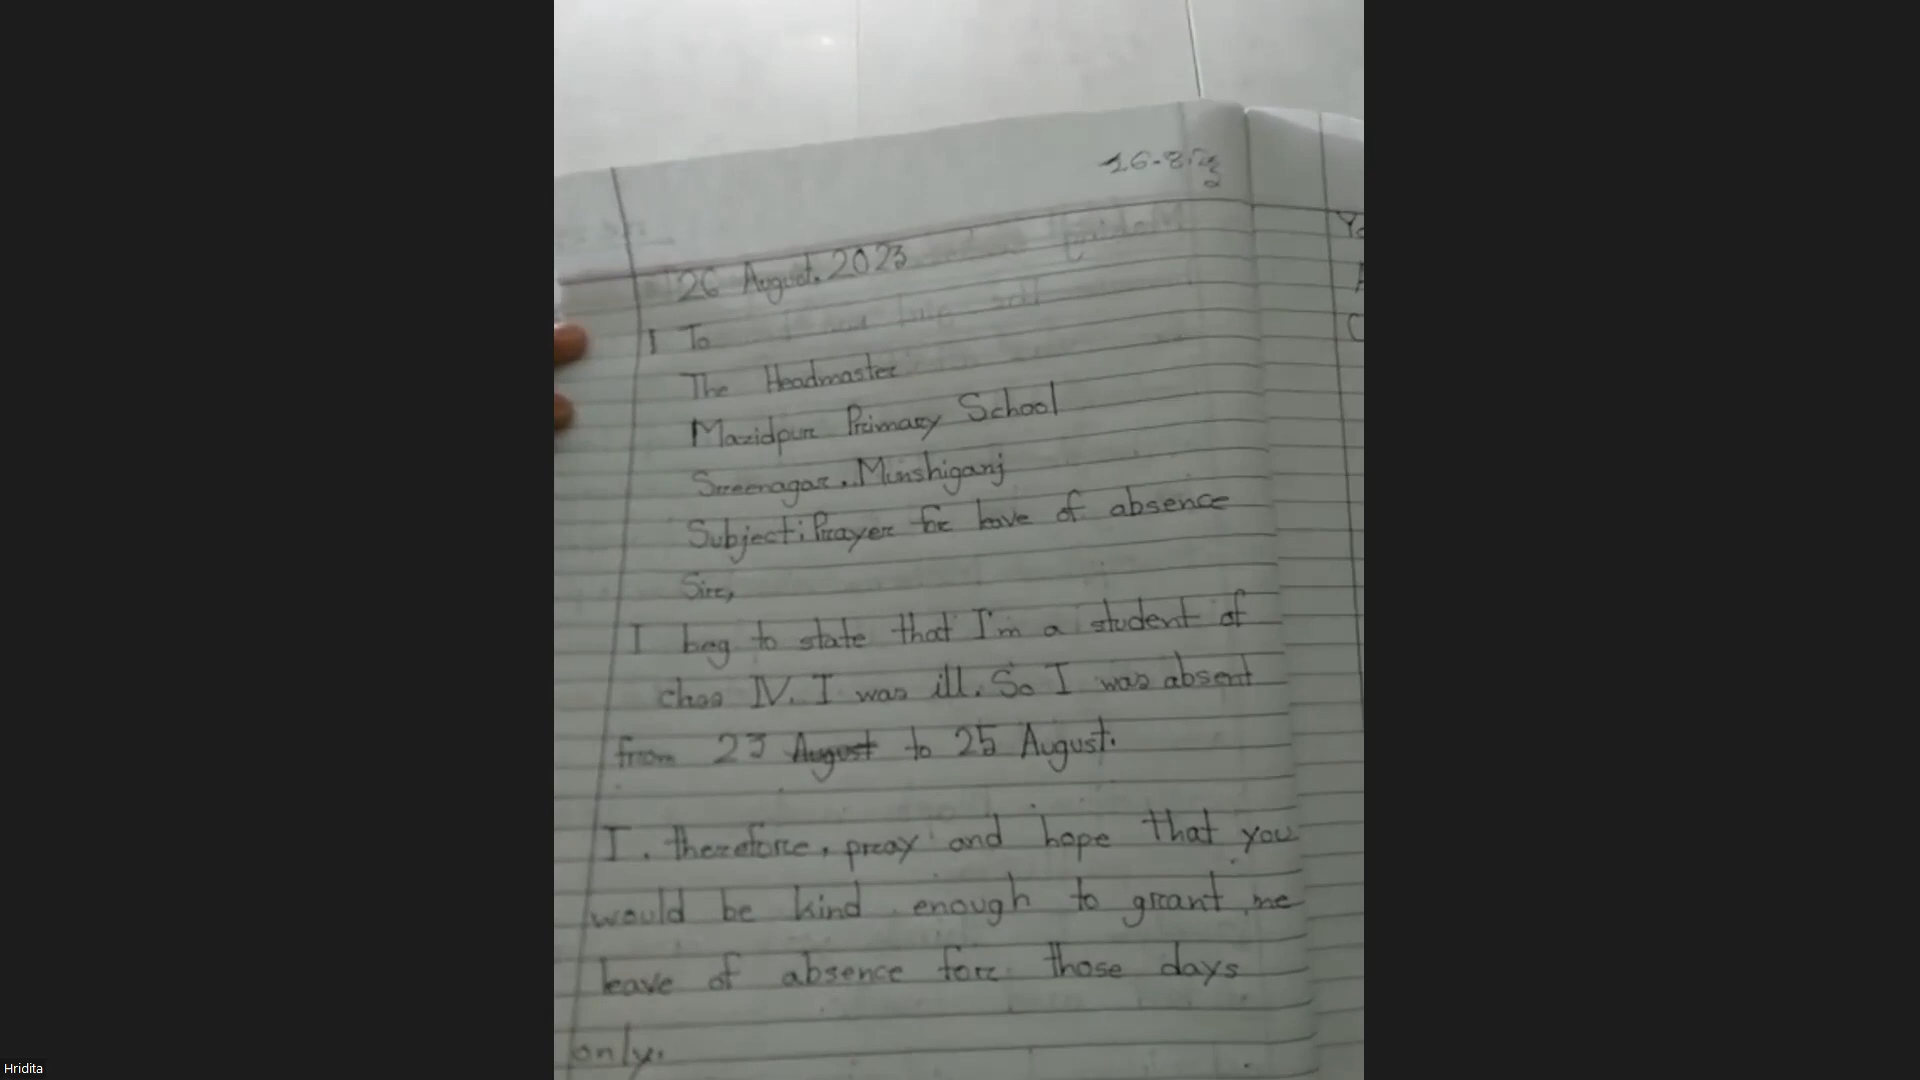 16-8-23
26 August, 2023
1 To
The Headmaster
Mazidpur Primary School
Sreenagar, Munshiganj
Subject: Prayer for leave of absence
Sir,
I beg to state that I'm a student of
class IV. I was ill. So I was absent
from 23 August to 25 August.
I, therefore, pray and hope that you
would be kind enough to grant me
leave of absence for those days
only.
Hridita